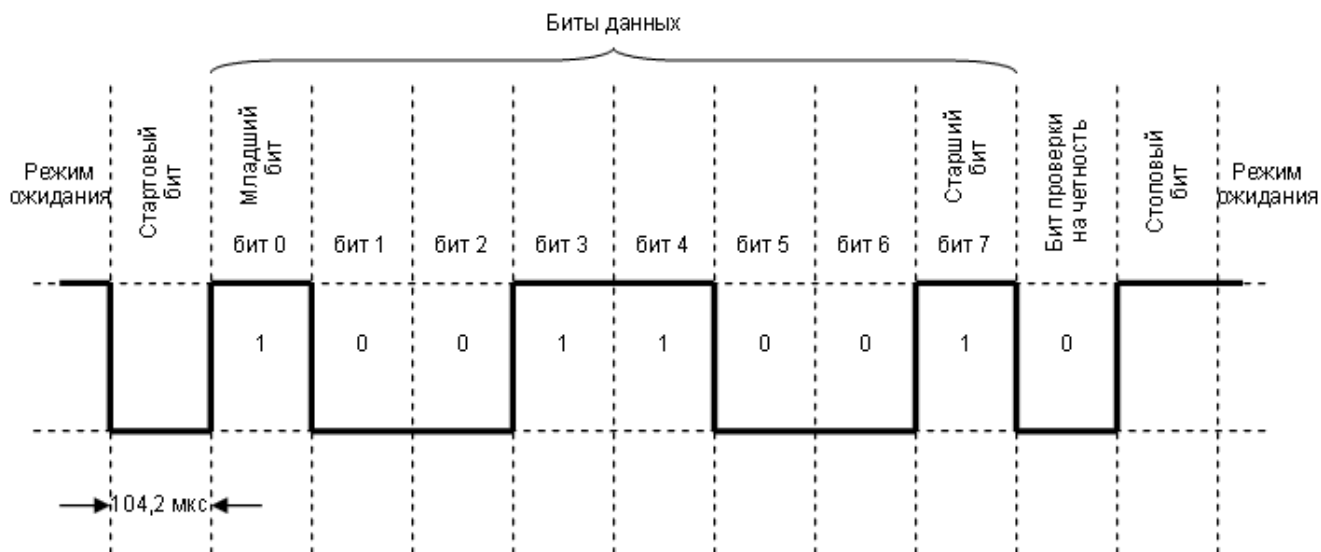 Биты данных
Режим
ожидания
Стартовый
бит
Младший
бит
Старший
бит
Бит проверки
на четность
Стоповый
бит
Режим
ожидания
бит 0 бит 1 бит 2 бит 3 бит 4 бит 5 бит 6 бит 7
1 0 0 1 1 0 0 1 0
104,2 мкс